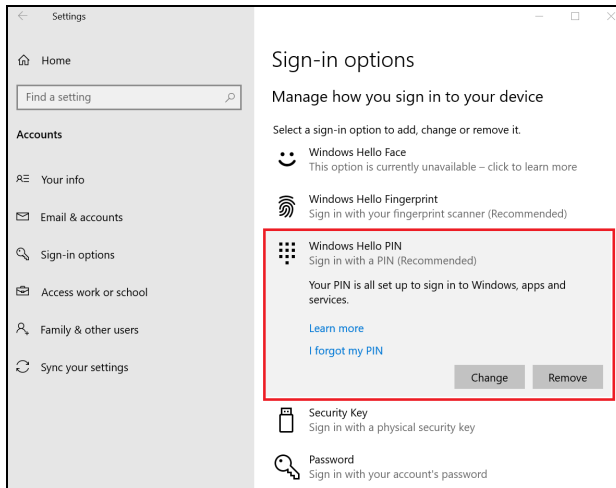 Settings
Home
Find a setting
Accounts
Your info
Email & accounts
Sign-in options
Access work or school
Family & other users
Sync your settings
Sign-in options
Manage how you sign in to your device
Select a sign-in option to add, change or remove it.
Windows Hello Face
This option is currently unavailable – click to learn more
Windows Hello Fingerprint
Sign in with your fingerprint scanner (Recommended)
Windows Hello PIN
Sign in with a PIN (Recommended)
Your PIN is all set up to sign in to Windows, apps and
services.
Learn more
I forgot my PIN
Change Remove
Security Key
Sign in with a physical security key
Password
Sign in with your account's password